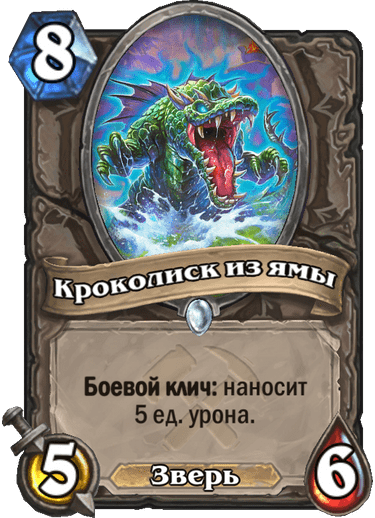 8
Кроколиск из ямы
Боевой клич: наносит
5 ед. урона.
5
Зверь
6